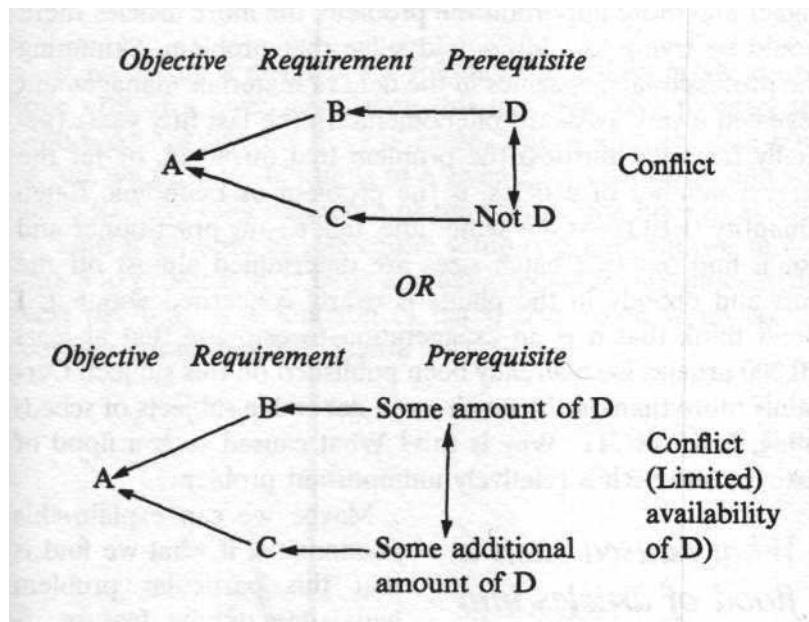 Objective Requirement Prerequisite
B D
A Conflict
C Not D
OR
Objective Requirement Prerequisite
B Some amount of D
Conflict
A (Limited)
availability
C Some additional of D)
amount of D